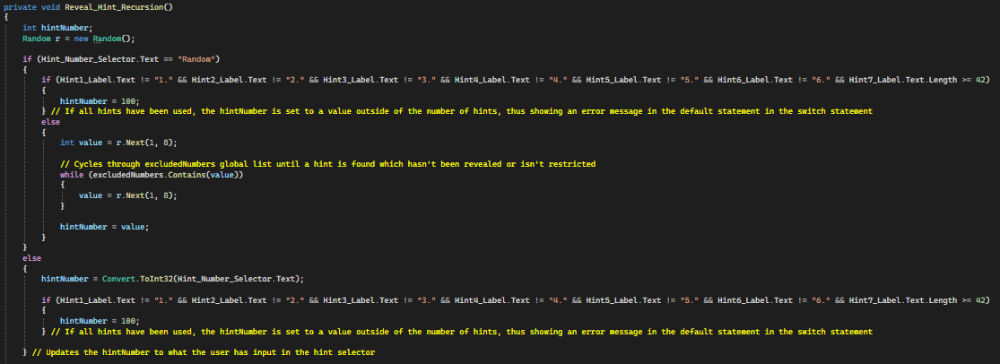 private void Reveal_Hint_Recursion()
{
int hintNumber;
Random r = new Random();
if (Hint_Number_Selector.Text == "Random")
{
if (Hint1_Label.Text != "1." && Hint2_Label.Text != "2." && Hint3_Label.Text != "3." && Hint4_Label.Text != "4." && Hint5_Label.Text != "5." && Hint6_Label.Text != "6." && Hint7_Label.Text.Length >= 42)
{
hintNumber = 100;
} // If all hints have been used, the hintNumber is set to a value outside of the number of hints, thus showing an error message in the default statement in the switch statement
else
{
int value = r.Next(1, 8);
// Cycles through excludedNumbers global list until a hint is found which hasn't been revealed or isn't restricted
while (excludedNumbers.Contains(value))
{
value = r.Next(1, 8);
}
hintNumber = value;
}
}
else
{
hintNumber = Convert.ToInt32(Hint_Number_Selector.Text);
if (Hint1_Label.Text != "1." && Hint2_Label.Text != "2." && Hint3_Label.Text != "3." && Hint4_Label.Text != "4." && Hint5_Label.Text != "5." && Hint6_Label.Text != "6." && Hint7_Label.Text.Length >= 42)
{
hintNumber = 100;
} // If all hints have been used, the hintNumber is set to a value outside of the number of hints, thus showing an error message in the default statement in the switch statement
} // Updates the hintNumber to what the user has input in the hint selector